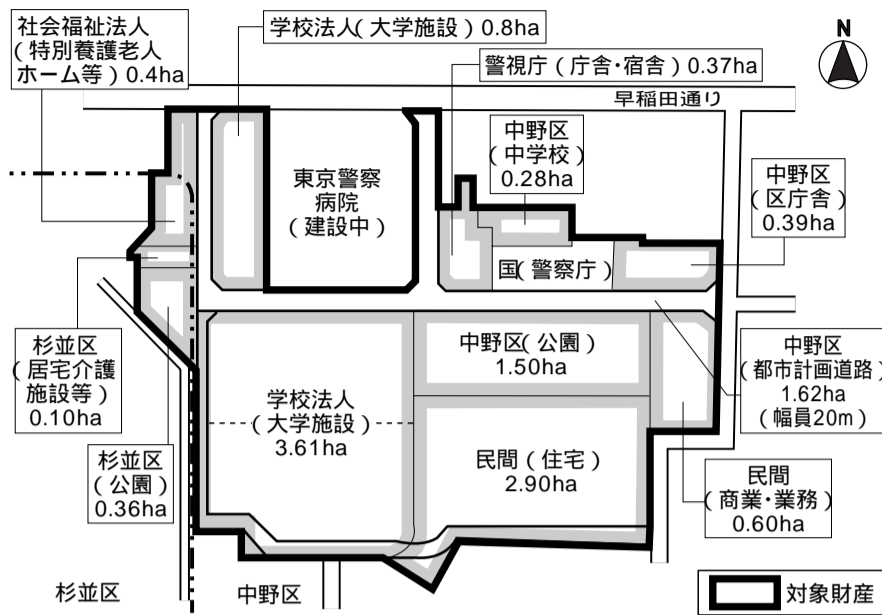 社会福祉法人
（特別養護老人
ホーム等）0.4ha
学校法人（大学施設）0.8ha
警視庁（庁舎・宿舎）0.37ha
N
早稲田通り
中野区
（中学校）
0.28ha
中野区
（区庁舎）
0.39ha
東京警察
病院
（建設中）
国（警察庁）
杉並区
（居宅介護
施設等）
0.10ha
中野区（公園）
1.50ha
中野区
（都市計画道路）
1.62ha
（幅員20m）
学校法人
（大学施設）
3.61ha
杉並区
（公園）
0.36ha
民間（住宅）
2.90ha
民間
（商業・業務）
0.60ha
杉並区
中野区
対象財産